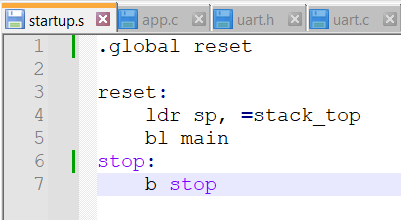 startup.s app.c uart.h uart.c
1 .global reset
2
3 reset:
4 ldr sp, =stack_top
5 bl main
6 stop:
7 b stop